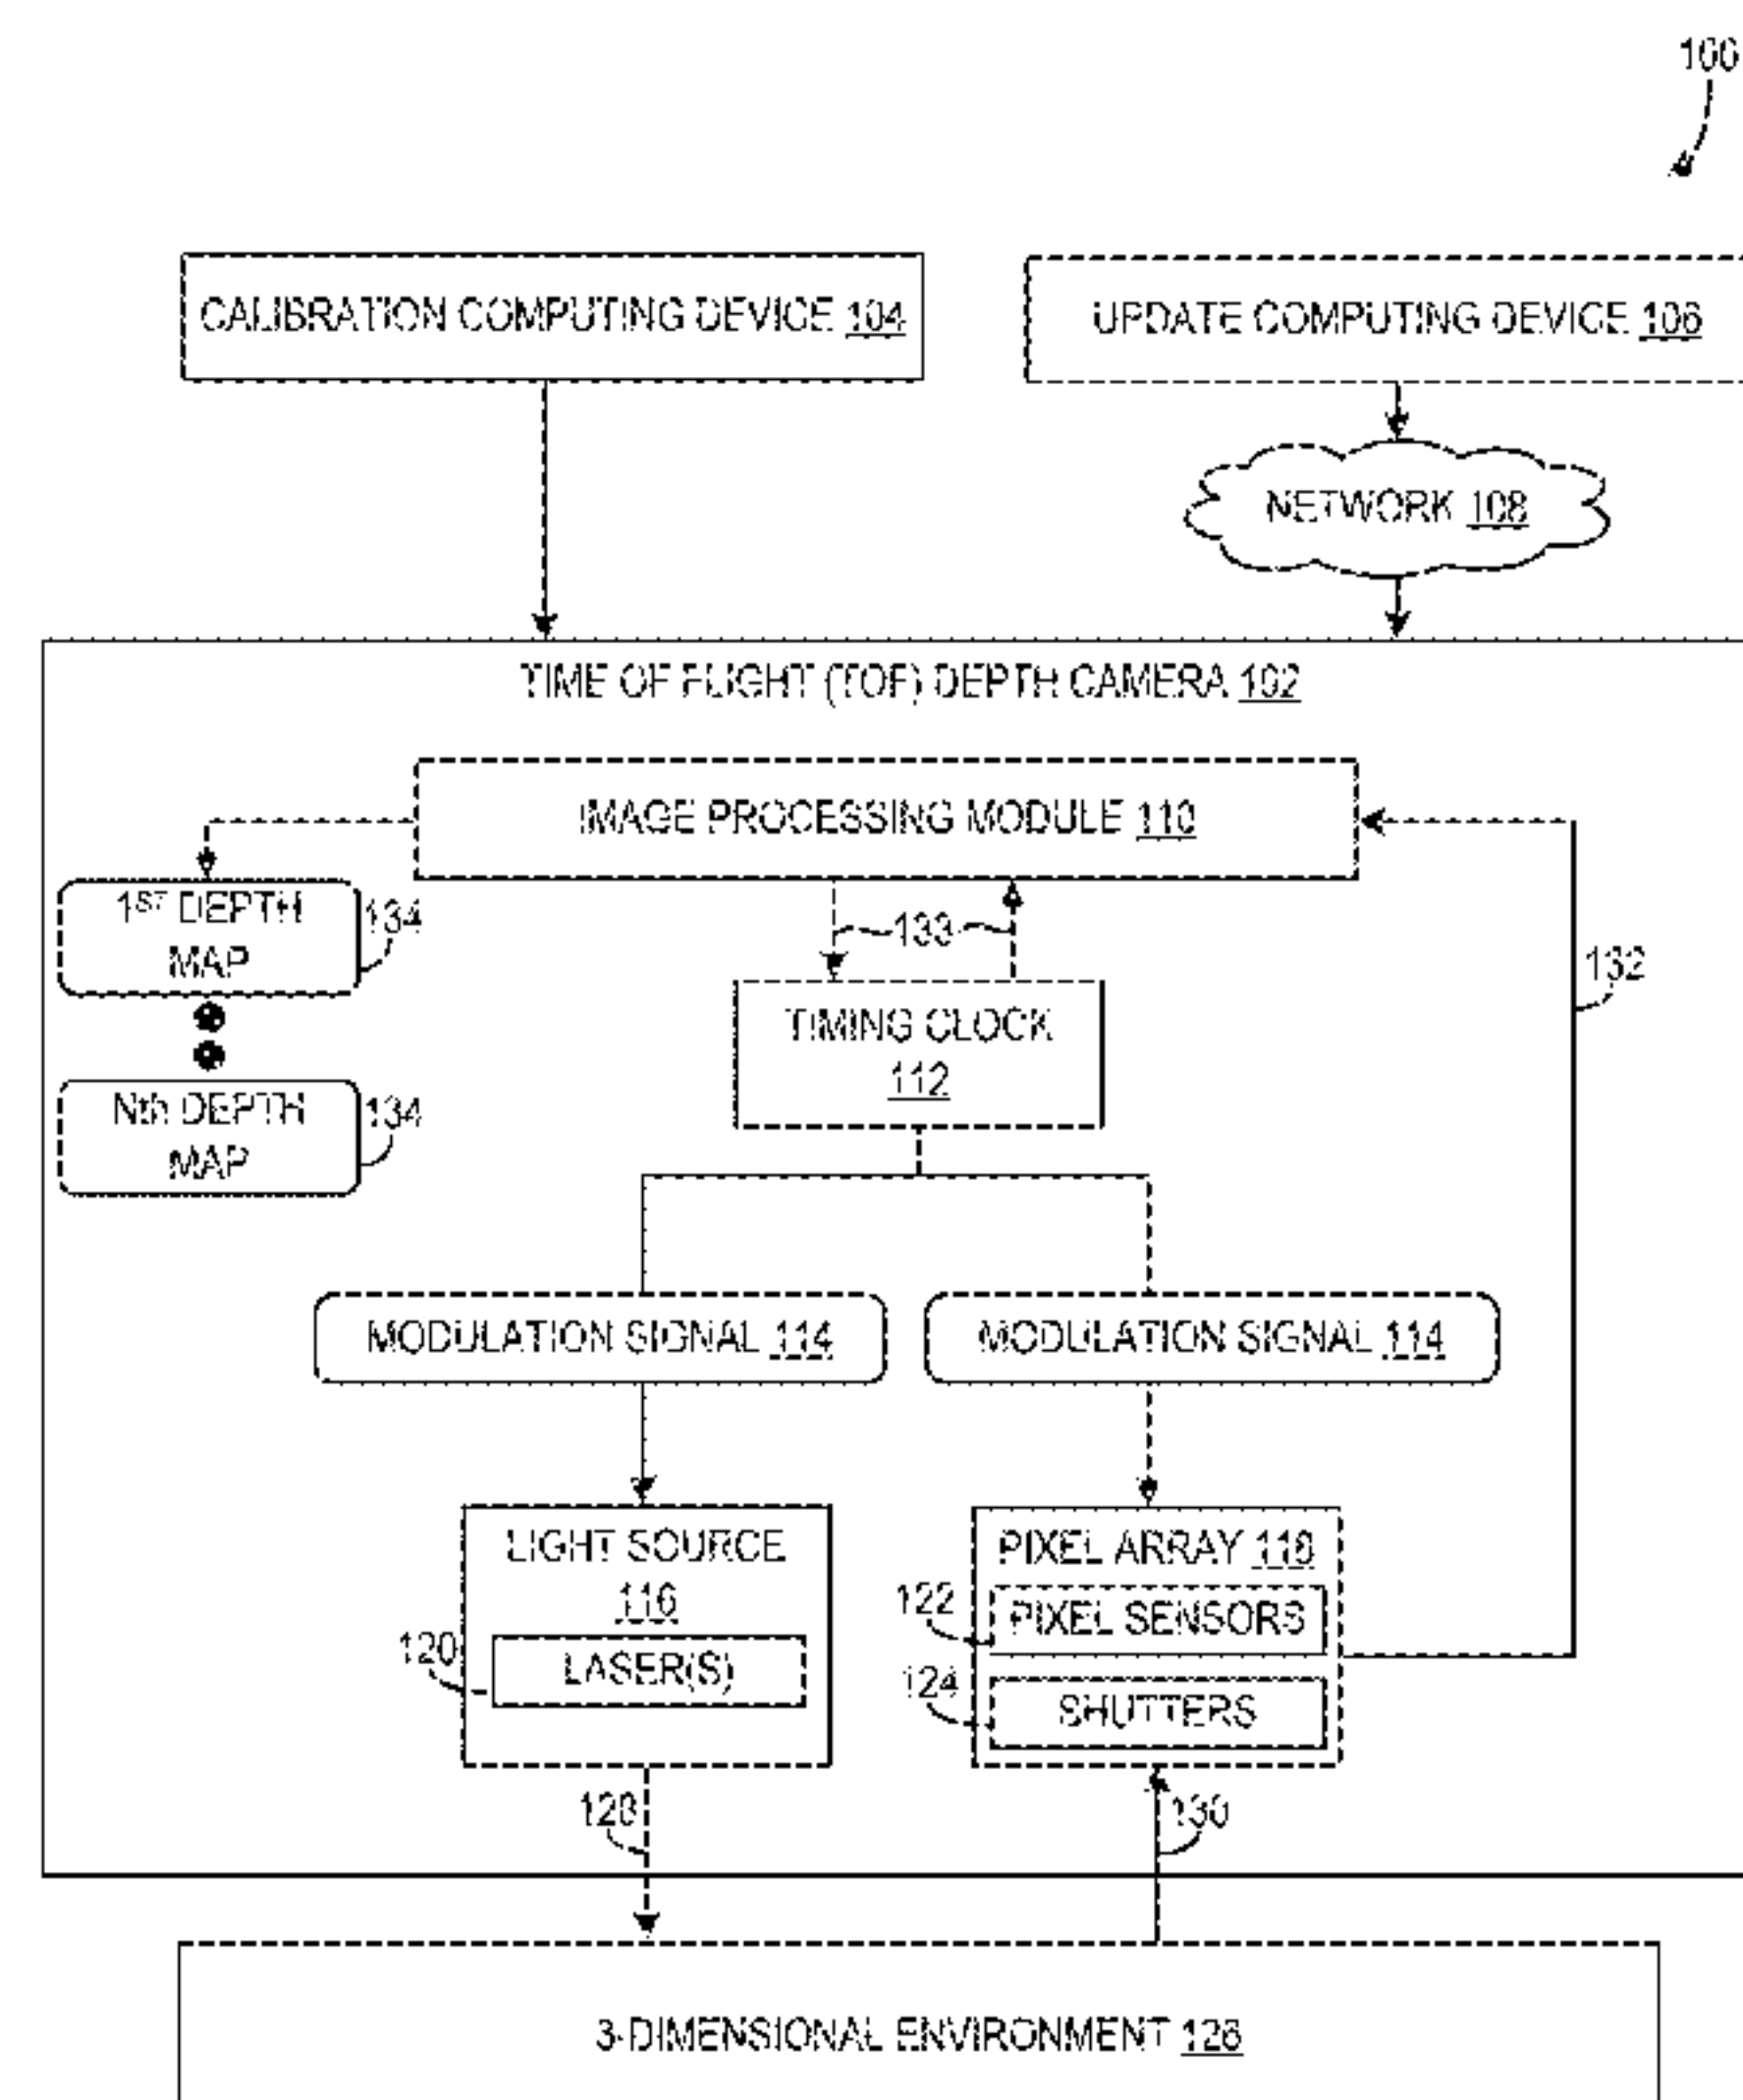 100
CALIBRATION COMPUTING DEVICE 104
UPDATE COMPUTING DEVICE 106
NETWORK 108
TIME OF FLIGHT (TOF) DEPTH CAMERA 102
IMAGE PROCESSING MODULE 110
1ST DEPTH
MAP
134
133
132
TIMING CLOCK
112
Nth DEPTH
MAP
134
MODULATION SIGNAL 114
MODULATION SIGNAL 114
LIGHT SOURCE
116
120
LASER(S)
PIXEL ARRAY 118
122
PIXEL SENSORS
124
SHUTTERS
128
130
3-DIMENSIONAL ENVIRONMENT 126